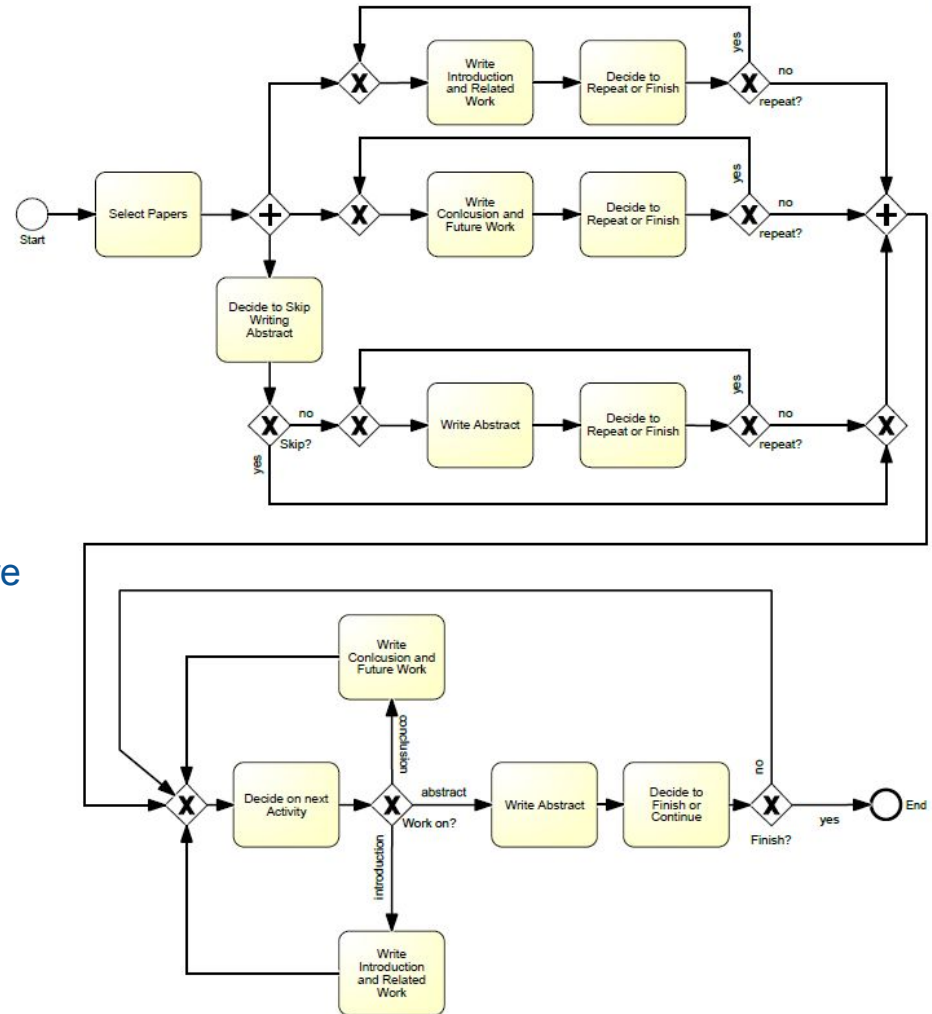 yes
Write
Introduction
and Related
Work
Decide to
Repeat or Finish
no
repeat?
Start
Select Papers
yes
Write
Conlcusion and
Future Work
Decide to
Repeat or Finish
no
repeat?
Decide to Skip
Writing
Abstract
yes
no
Skip?
Write Abstract
Decide to
Repeat or Finish
no
repeat?
yes
e
Write
Conlcusion and
Future Work
conclusion
no
Decide on next
Activity
abstract
Work on?
Write Abstract
Decide to
Finish or
Continue
yes
Finish?
End
introduction
Write
Introduction
and Related
Work